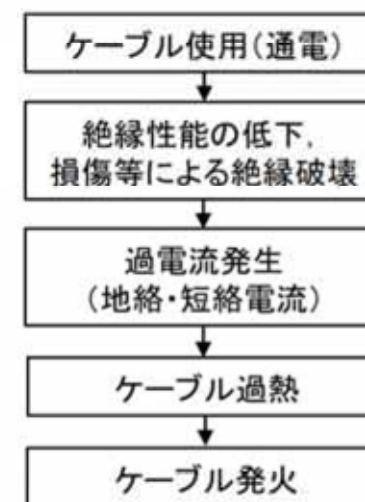 ケーブル使用(通電)
絶縁性能の低下,
損傷等による絶縁破壊
過電流発生
(地絡・短絡電流)
ケーブル過熱
ケーブル発火